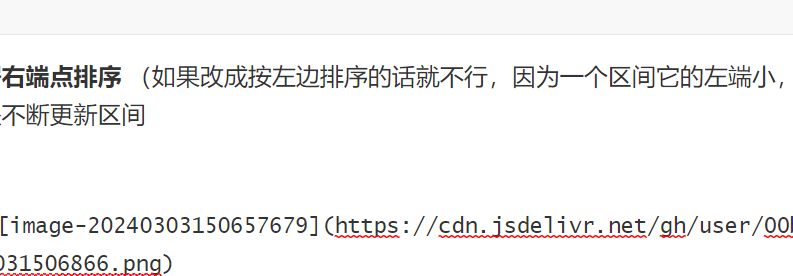 右端点排序 （如果改成按左边排序的话就不行，因为一个区间它的左端小，
不断更新区间
[image-20240303150657679](https://cdn.jsdelivr.net/gh/user/00
031506866.png)